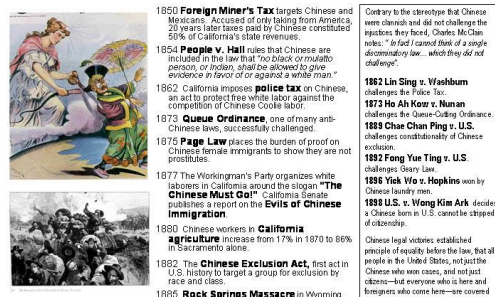 1850 Foreign Miner's Tax targets Chinese and
Mexicans. Accused of only taking from America,
20 years later taxes paid by Chinese constituted
50% of California's state revenues.
1854 People v. Hall rules that Chinese are
included in the law that "no black or mulatto
person, or Indian, shall be allowed to give
evidence in favor of or against a white man."
1862 California imposes police tax on Chinese,
an act to protect free white labor against the
competition of Chinese Coolie labor.
1873 Queue Ordinance, one of many anti-
Chinese laws, successfully challenged.
1875 Page Law places the burden of proof on
Chinese female immigrants to show they are not
prostitutes.
1877 The Workingman's Party organizes white
laborers in California around the slogan "The
Chinese Must Go!" California Senate
publishes a report on the Evils of Chinese
Immigration.
1880 Chinese workers in California
agriculture increase from 17% in 1870 to 86%
in Sacramento alone.
1882 The Chinese Exclusion Act, first act in
U.S. history to target a group for exclusion by
race and class.
1885 Rock Springs Massacre in Wyoming
Contrary to the stereotype that Chinese
were clannish and did not challenge the
injustices they faced, Charles McClain
notes: "In fact I cannot think of a single
discriminatory law... which they did not
challenge".
1862 Lin Sing v. Washburn
challenges the Police Tax.
1873 Ho Ah Kow v. Nunan
challenges the Queue-Cutting Ordinance.
1889 Chae Chan Ping v. U.S.
challenges constitutionality of Chinese
exclusion.
1892 Fong Yue Ting v. U.S.
challenges Geary Law.
1896 Yick Wo v. Hopkins won by
Chinese laundry men.
1898 U.S. v. Wong Kim Ark decides
a Chinese born in U.S. cannot be stripped
of citizenship.
Chinese legal victories established
principle of equality before the law, that all
people in the United States, not just the
Chinese who won cases, and not just
citizens—but everyone who is here and
foreigners who come here—are covered